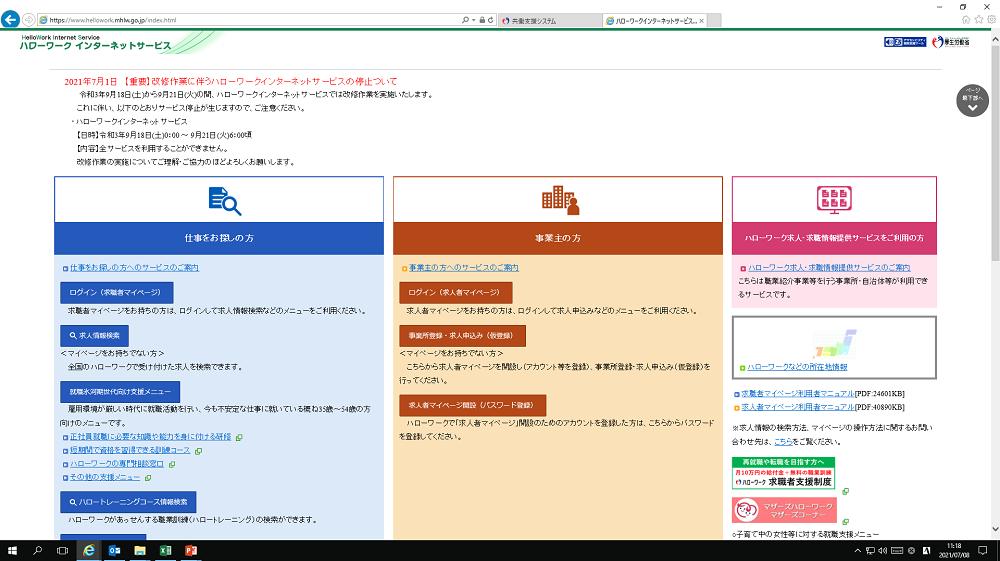 https://www.hellowork.mhlw.go.jp/index.html
共働支援システム
ハローワークインターネットサービス...
HelloWork Internet Service
ハローワーク インターネットサービス
厚生労働省
ページ
最下部へ
2021年7月1日 【重要】改修作業に伴うハローワークインターネットサービスの停止ついて
令和3年9月18日(土)から9月21日(火)の間、ハローワークインターネットサービスでは改修作業を実施いたします。
これに伴い、以下のとおりサービス停止が生じますので、ご注意ください。
・ハローワークインターネットサービス
【日時】令和3年9月18日(土)0:00 ～ 9月21日(火)6:00頃
【内容】全サービスを利用することができません。
改修作業の実施についてご理解・ご協力のほどよろしくお願いします。
仕事をお探しの方
仕事をお探しの方へのサービスのご案内
ログイン（求職者マイページ）
求職者マイページをお持ちの方は、ログインして求人情報検索などのメニューをご利用ください。
求人情報検索
＜マイページをお持ちでない方＞
全国のハローワークで受け付けた求人を検索できます。
就職氷河期世代向け支援メニュー
雇用環境が厳しい時代に就職活動を行い、今も不安定な仕事に就いている概ね35歳～54歳の方
向けのメニューです。
正社員就職に必要な知識や能力を身に付ける研修
短期間で資格を習得できる訓練コース
ハローワークの専門相談窓口
その他の支援メニュー
ハロートレーニングコース情報検索
ハローワークがあっせんする職業訓練（ハロートレーニング）の検索ができます。
事業主の方
事業主の方へのサービスのご案内
ログイン（求人者マイページ）
求人者マイページをお持ちの方は、ログインして求人申込みなどのメニューをご利用ください。
事業所登録・求人申込み（仮登録）
＜マイページをお持ちでない方＞
こちらから求人者マイページを開設し（アカウント等を登録）、事業所登録・求人申込み（仮登録）を
行ってください。
求人者マイページ開設（パスワード登録）
ハローワークで「求人者マイページ」開設のためのアカウントを登録した方は、こちらからパスワード
を登録してください。
ハローワーク求人・求職情報提供サービスをご利用の方
ハローワーク求人・求職情報提供サービスのご案内
こちらは職業紹介事業等を行う事業所・自治体等が利用でき
るサービスです。
ハローワークなどの所在地情報
求職者マイページ利用者マニュアル[PDF:24601KB]
求人者マイページ利用者マニュアル[PDF:40890KB]
※求人情報の検索方法、マイページの操作方法に関するお問い
合わせ先は、こちらをご覧ください。
再就職や転職を目指す方へ
月10万円の給付金＋無料の職業訓練
ハローワーク 求職者支援制度
マザーズハローワーク
マザーズコーナー
○子育て中の女性等に対する就職支援メニュー
A
11:18
2021/07/08